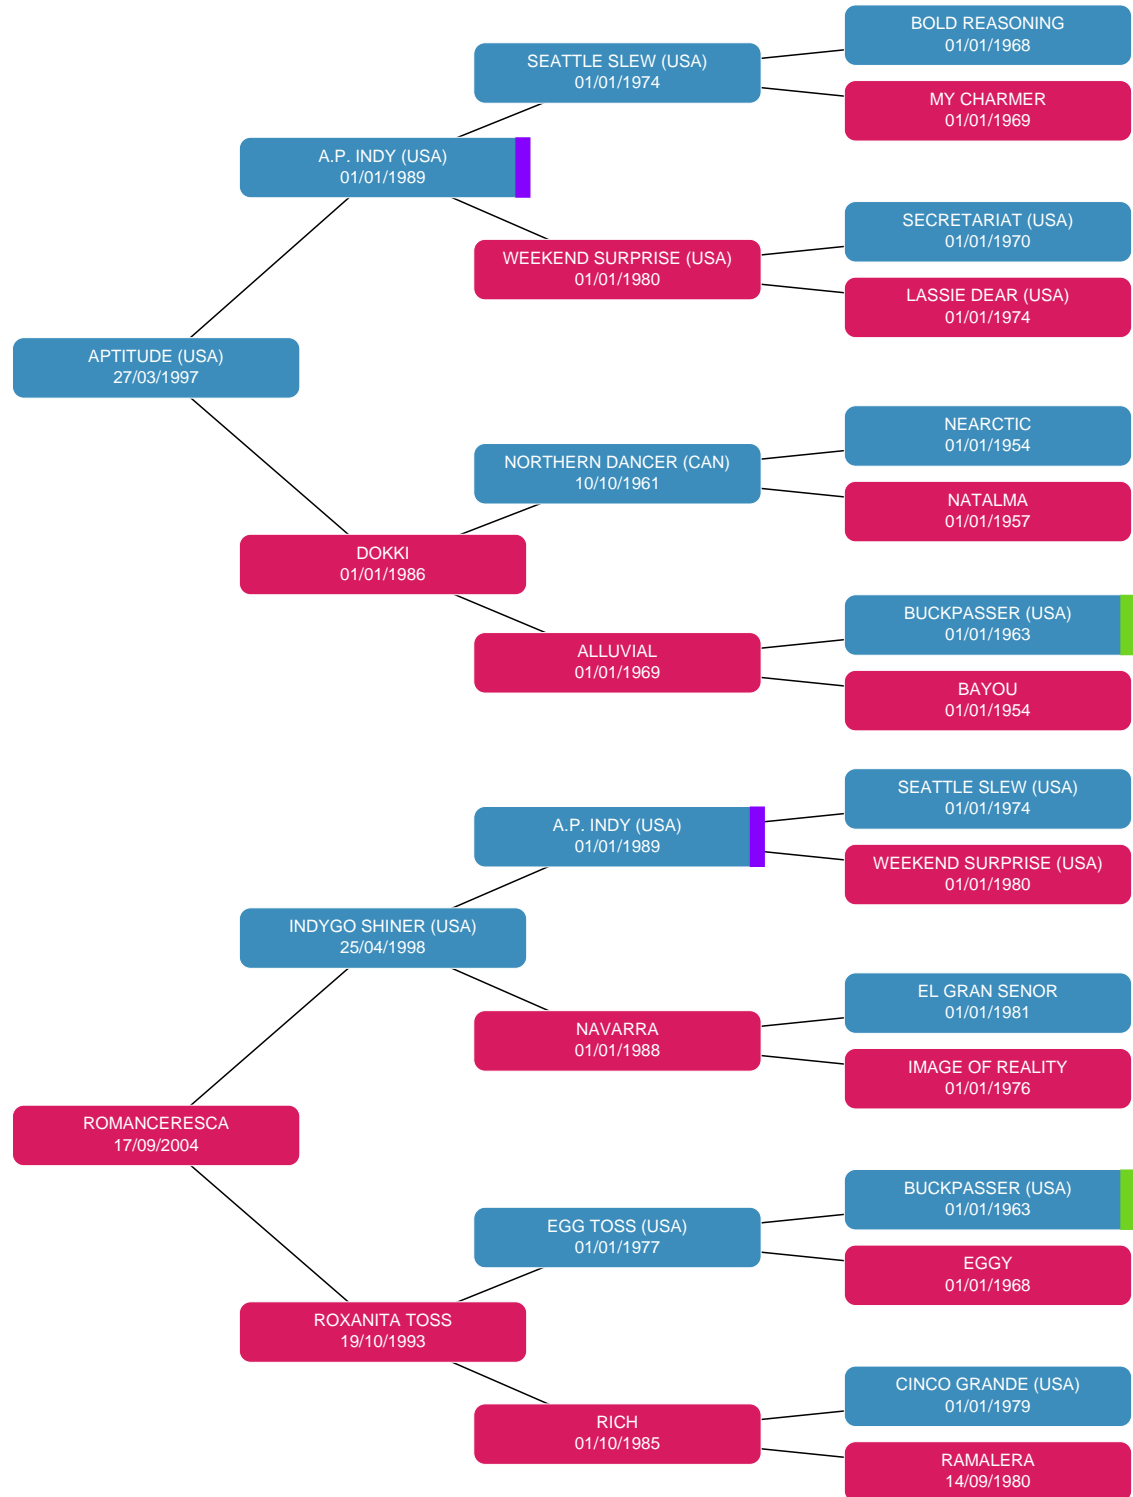 BOLD REASONING
01/01/1968
SEATTLE SLEW (USA)
01/01/1974
MY CHARMER
01/01/1969
A.P. INDY (USA)
01/01/1989
SECRETARIAT (USA)
01/01/1970
WEEKEND SURPRISE (USA)
01/01/1980
LASSIE DEAR (USA)
01/01/1974
APTITUDE (USA)
27/03/1997
NEARCTIC
01/01/1954
NORTHERN DANCER (CAN)
10/10/1961
NATALMA
01/01/1957
DOKKI
01/01/1986
BUCKPASSER (USA)
01/01/1963
ALLUVIAL
01/01/1969
BAYOU
01/01/1954
SEATTLE SLEW (USA)
01/01/1974
A.P. INDY (USA)
01/01/1989
WEEKEND SURPRISE (USA)
01/01/1980
INDYGO SHINER (USA)
25/04/1998
EL GRAN SENOR
01/01/1981
NAVARRA
01/01/1988
IMAGE OF REALITY
01/01/1976
ROMANCERESCA
17/09/2004
BUCKPASSER (USA)
01/01/1963
EGG TOSS (USA)
01/01/1977
EGGY
01/01/1968
ROXANITA TOSS
19/10/1993
CINCO GRANDE (USA)
01/01/1979
RICH
01/10/1985
RAMALERA
14/09/1980